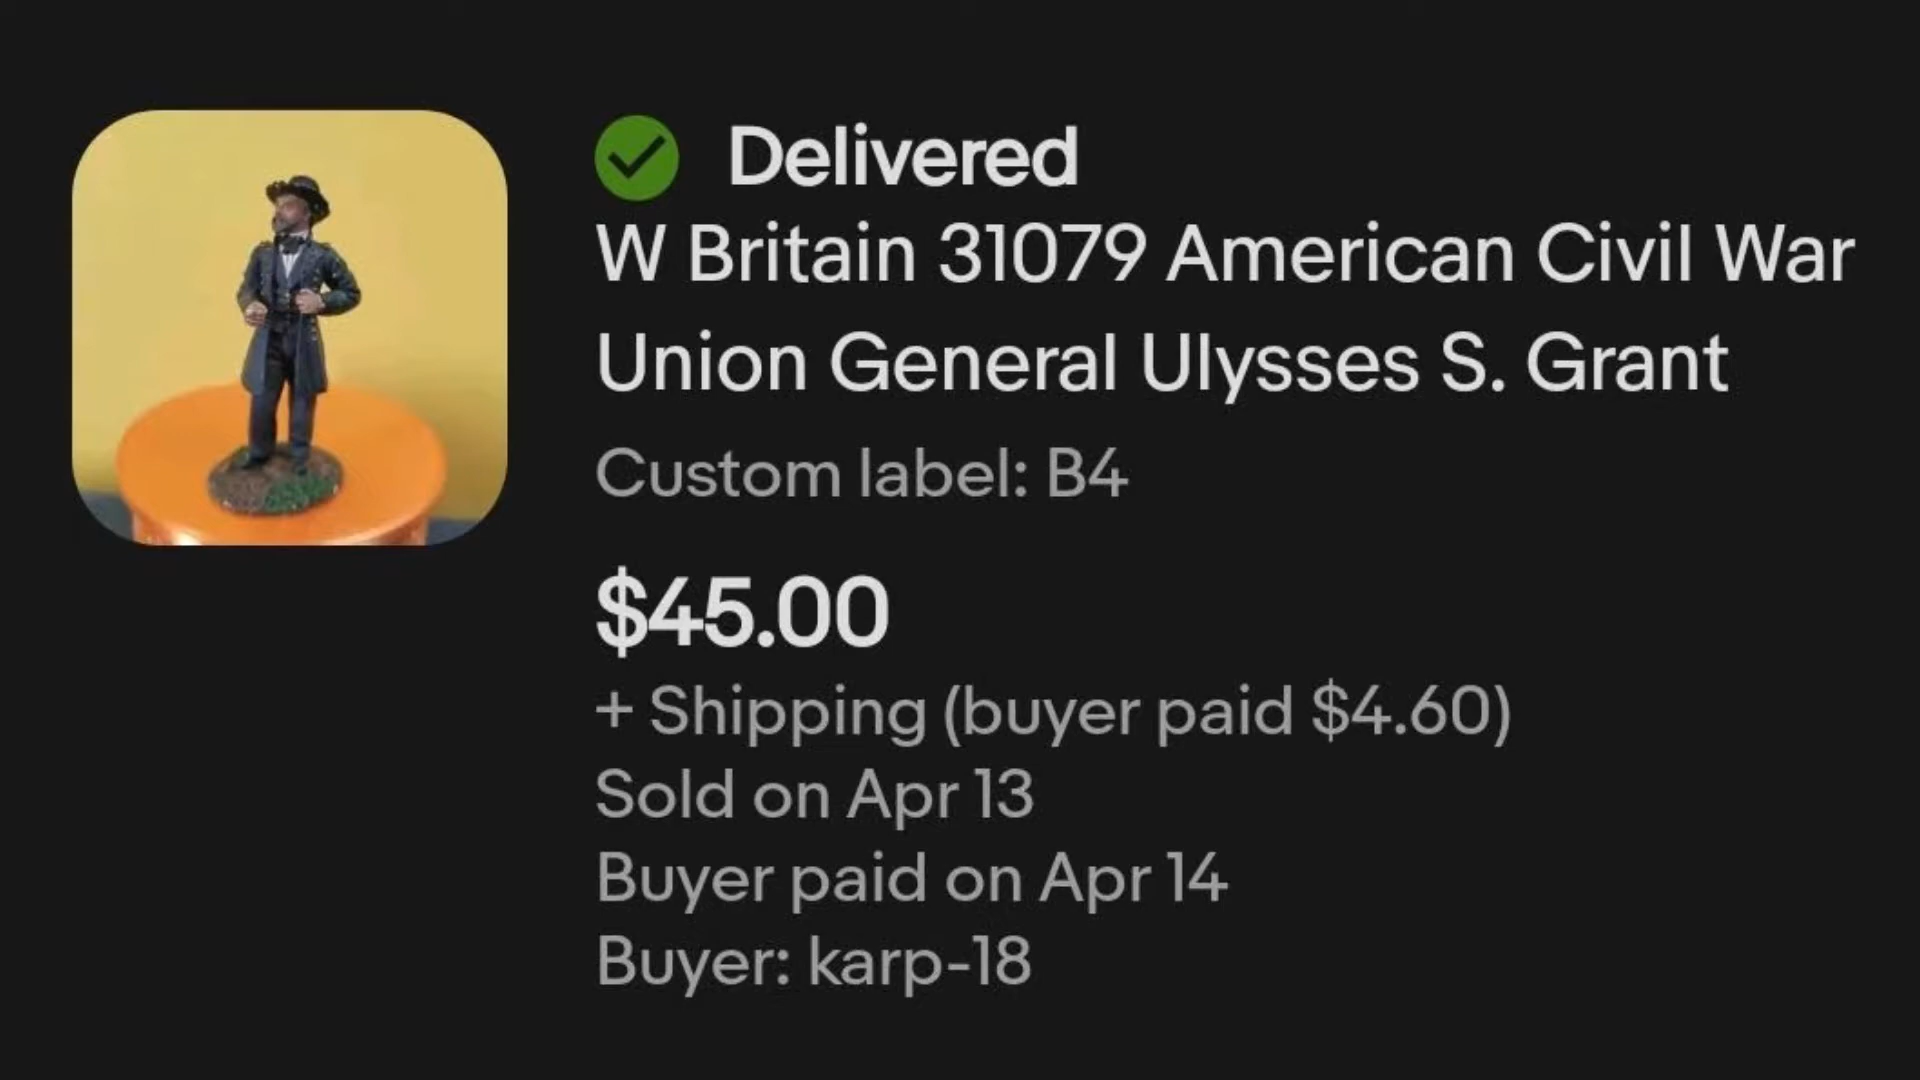 Delivered
W Britain 31079 American Civil War
Union General Ulysses S. Grant
Custom label: B4
$45.00
+ Shipping (buyer paid $4.60)
Sold on Apr 13
Buyer paid on Apr 14
Buyer: karp-18